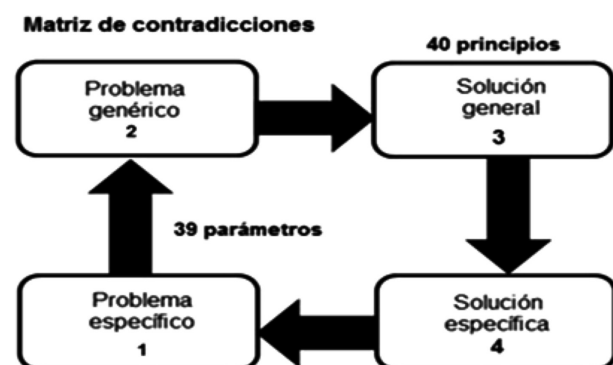 Matriz de contradicciones
40 principios
Problema
genérico
2
Solución
general
3
39 parámetros
Problema
específico
1
Solución
específica
4